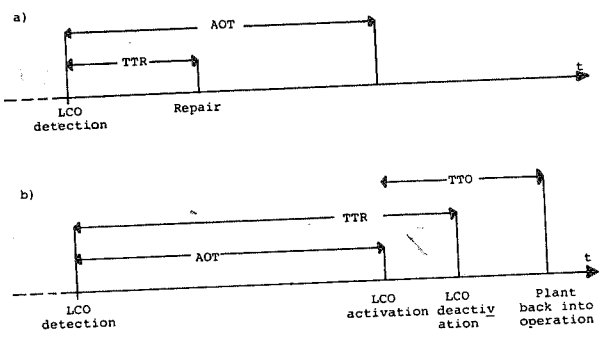 a)
AOT
TTR
t
LCO
detection
Repair
b)
TTO
TTR
AOT
t
LCO
detection
LCO
activation
LCO
deactiv
ation
Plant
back into
operation